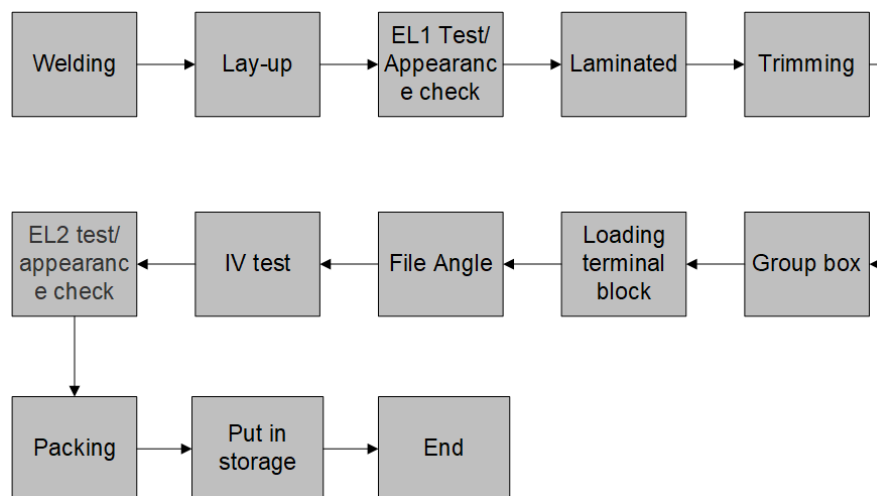 Welding
Lay-up
EL1 Test/
Appearanc
e check
Laminated
Trimming
Group box
Loading
terminal
block
File Angle
IV test
EL2 test/
appearanc
e check
Packing
Put in
storage
End